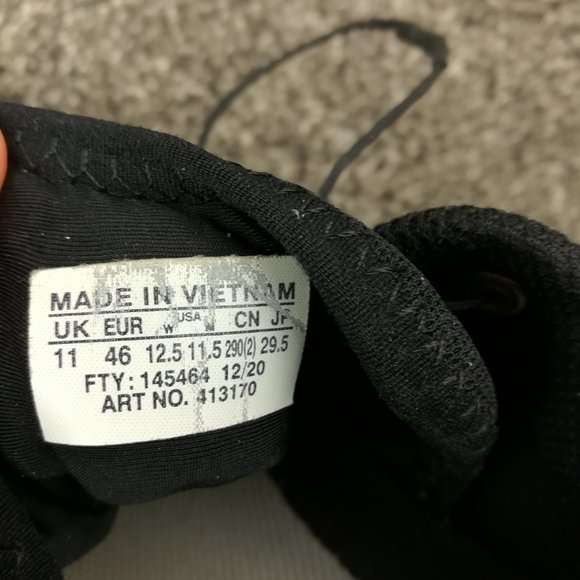 MADE IN VIETNAM
UK EUR W USA M CN JP
11 46 12.5 11.5 290(2) 29.5
FTY: 145464 12/20
ART NO. 413170